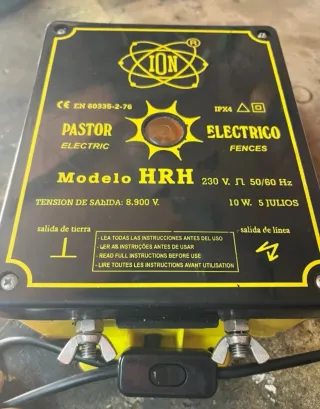 ION ®
CE EN 60335-2-76 IPX4
PASTOR ELECTRICO
ELECTRIC FENCES
Modelo HRH 230 V. 50/60 Hz
TENSION DE SALIDA: 8.900 V. 10 W. 5 JULIOS
salida de tierra salida de línea
- LEA TODAS LAS INSTRUCCIONES ANTES DEL USO
- LER AS INSTRUÇÕES ANTES DE USAR
- READ FULL INSTRUCTIONS BEFORE USE
- LIRE TOUTES LES INSTRUCTIONS AVANT UTILISATION